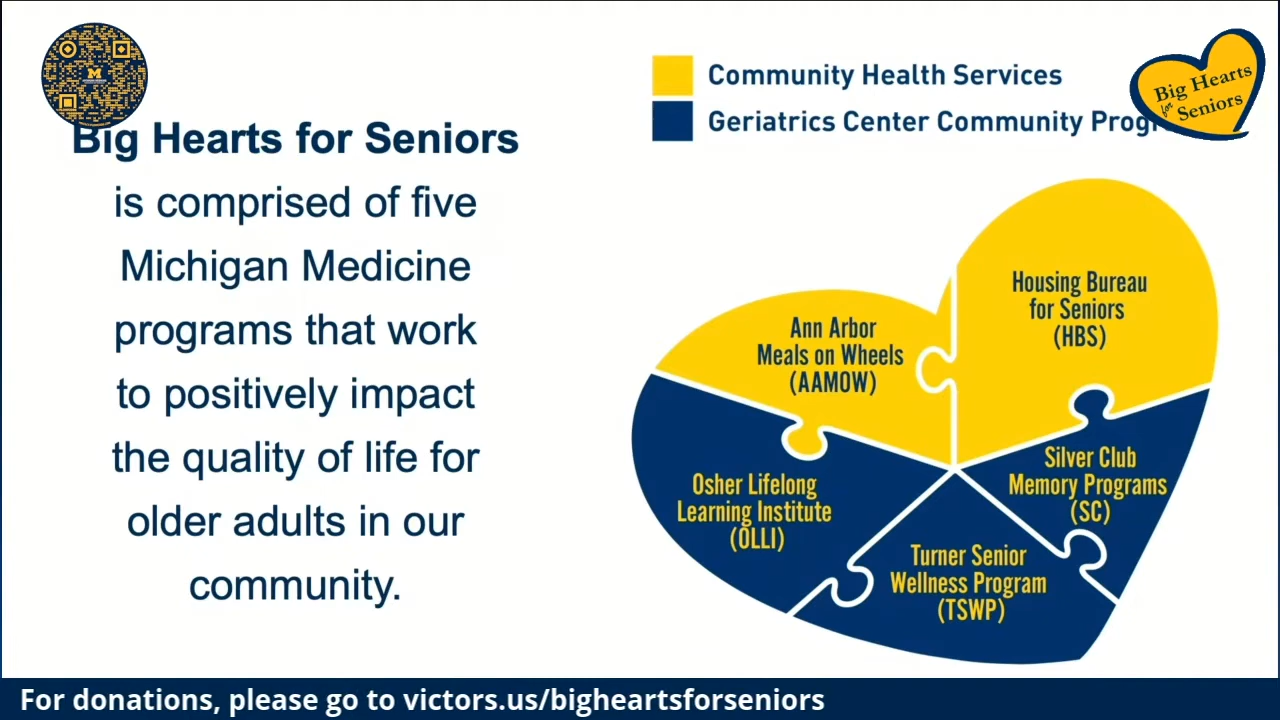 Big Hearts for Seniors
is comprised of five
Michigan Medicine
programs that work
to positively impact
the quality of life for
older adults in our
community.
Community Health Services
Geriatrics Center Community
Big Hearts
for Seniors
Housing Bureau
for Seniors
(HBS)
Ann Arbor
Meals on Wheels
(AAMOW)
Silver Club
Memory Programs
(SC)
Osher Lifelong
Learning Institute
(OLLI)
Turner Senior
Wellness Program
(TSWP)
For donations, please go to victors.us/bigheartsforseniors